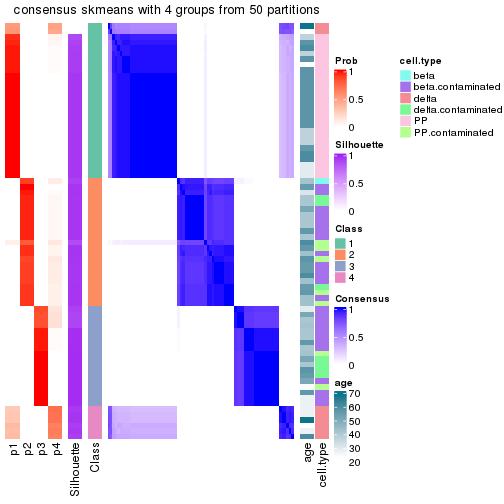 consensus skmeans with 4 groups from 50 partitions
Prob
1
0.5
0
Silhouette
1
0.5
0
Class
1
2
3
4
Consensus
1
0.5
0
age
70
60
50
40
30
20
cell.type
beta
beta.contaminated
delta
delta.contaminated
PP
PP.contaminated
p1
p2
p3
p4
Silhouette
Class
age
cell.type